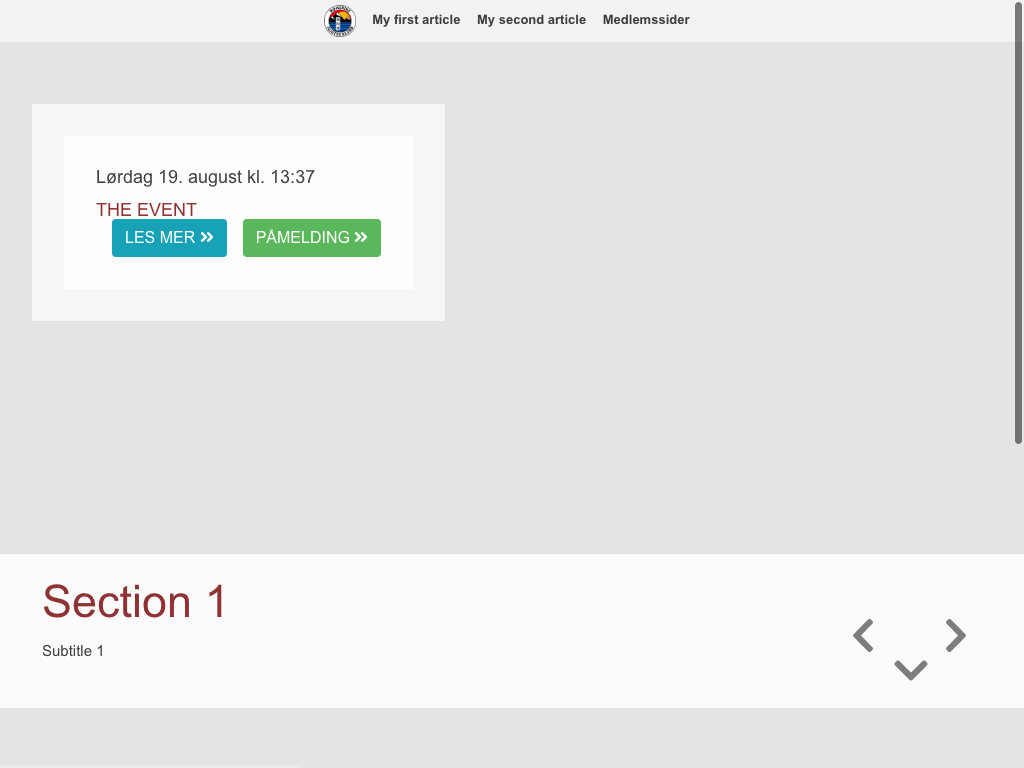 My first article My second article Medlemssider
Lørdag 19. august kl. 13:37
THE EVENT
LES MER PÅMELDING
Section 1
Subtitle 1